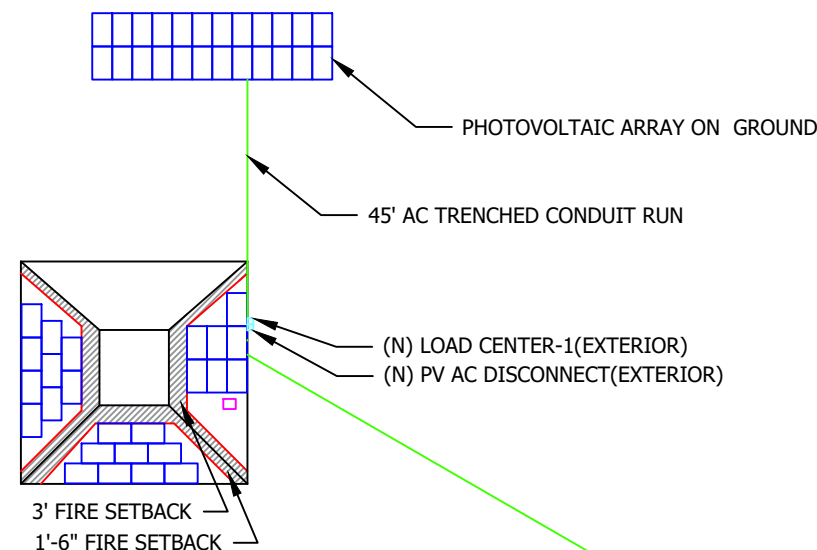 PHOTOVOLTAIC ARRAY ON GROUND
45' AC TRENCHED CONDUIT RUN
(N) LOAD CENTER-1(EXTERIOR)
(N) PV AC DISCONNECT(EXTERIOR)
3' FIRE SETBACK
1'-6" FIRE SETBACK